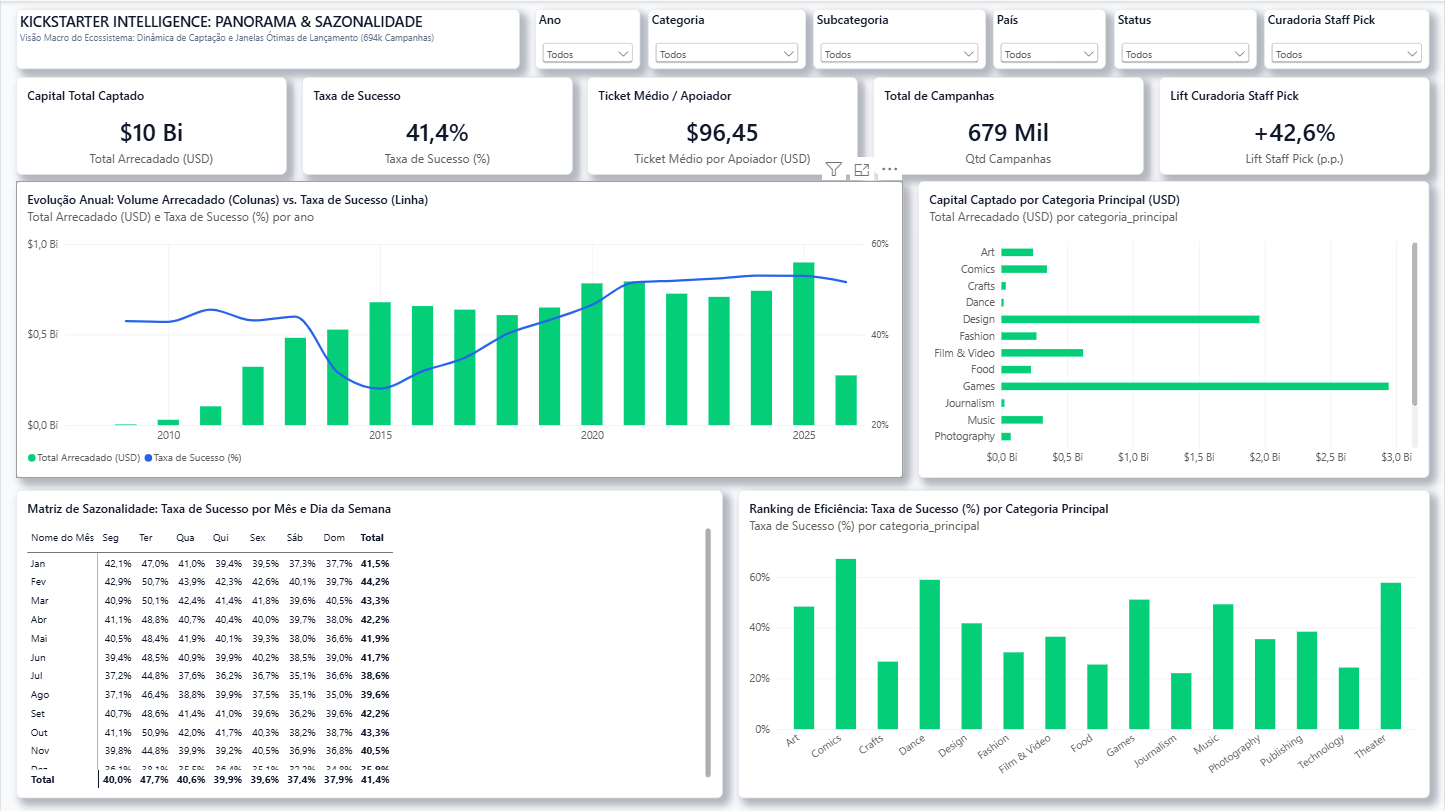 KICKSTARTER INTELLIGENCE: PANORAMA & SAZONALIDADE
Visão Macro do Ecossistema: Dinâmica de Captação e Janelas Ótimas de Lançamento (694k Campanhas)
Ano
Todos
Categoria
Todos
Subcategoria
Todos
País
Todos
Status
Todos
Curadoria Staff Pick
Todos
Capital Total Captado
$10 Bi
Total Arrecadado (USD)
Taxa de Sucesso
41,4%
Taxa de Sucesso (%)
Ticket Médio / Apoiador
$96,45
Ticket Médio por Apoiador (USD)
Total de Campanhas
679 Mil
Qtd Campanhas
Lift Curadoria Staff Pick
+42,6%
Lift Staff Pick (p.p.)
Evolução Anual: Volume Arrecadado (Colunas) vs. Taxa de Sucesso (Linha)
Total Arrecadado (USD) e Taxa de Sucesso (%) por ano
$1,0 Bi 60%
$0,5 Bi 40%
$0,0 Bi 20%
2010 2015 2020 2025
Total Arrecadado (USD) Taxa de Sucesso (%)
Capital Captado por Categoria Principal (USD)
Total Arrecadado (USD) por categoria_principal
Art
Comics
Crafts
Dance
Design
Fashion
Film & Video
Food
Games
Journalism
Music
Photography
$0,0 Bi $0,5 Bi $1,0 Bi $1,5 Bi $2,0 Bi $2,5 Bi $3,0 Bi
Matriz de Sazonalidade: Taxa de Sucesso por Mês e Dia da Semana
Nome do Mês Seg Ter Qua Qui Sex Sáb Dom Total
Jan 42,1% 47,0% 41,0% 39,4% 39,5% 37,3% 37,7% 41,5%
Fev 42,9% 50,7% 43,9% 42,3% 42,6% 40,1% 39,7% 44,2%
Mar 40,9% 50,1% 42,4% 41,4% 41,8% 39,6% 40,5% 43,3%
Abr 41,1% 48,8% 40,7% 40,4% 40,0% 39,7% 38,0% 42,2%
Mai 40,5% 48,4% 41,9% 40,1% 39,3% 38,0% 36,6% 41,9%
Jun 39,4% 48,5% 40,9% 39,9% 40,2% 38,5% 39,0% 41,7%
Jul 37,2% 44,8% 37,6% 36,2% 36,7% 35,1% 36,6% 38,6%
Ago 37,1% 46,4% 38,8% 39,9% 37,5% 35,1% 35,0% 39,6%
Set 40,7% 48,6% 41,4% 41,0% 39,6% 36,2% 39,6% 42,2%
Out 41,1% 50,9% 42,0% 41,7% 40,3% 38,2% 38,7% 43,3%
Nov 39,8% 44,8% 39,9% 39,2% 40,5% 36,9% 36,8% 40,5%
Total 40,0% 47,7% 40,6% 39,9% 39,6% 37,4% 37,9% 41,4%
Ranking de Eficiência: Taxa de Sucesso (%) por Categoria Principal
Taxa de Sucesso (%) por categoria_principal
60%
40%
20%
0%
Art Comics Crafts Dance Design Fashion Film & Video Food Games Journalism Music Photography Publishing Technology Theater